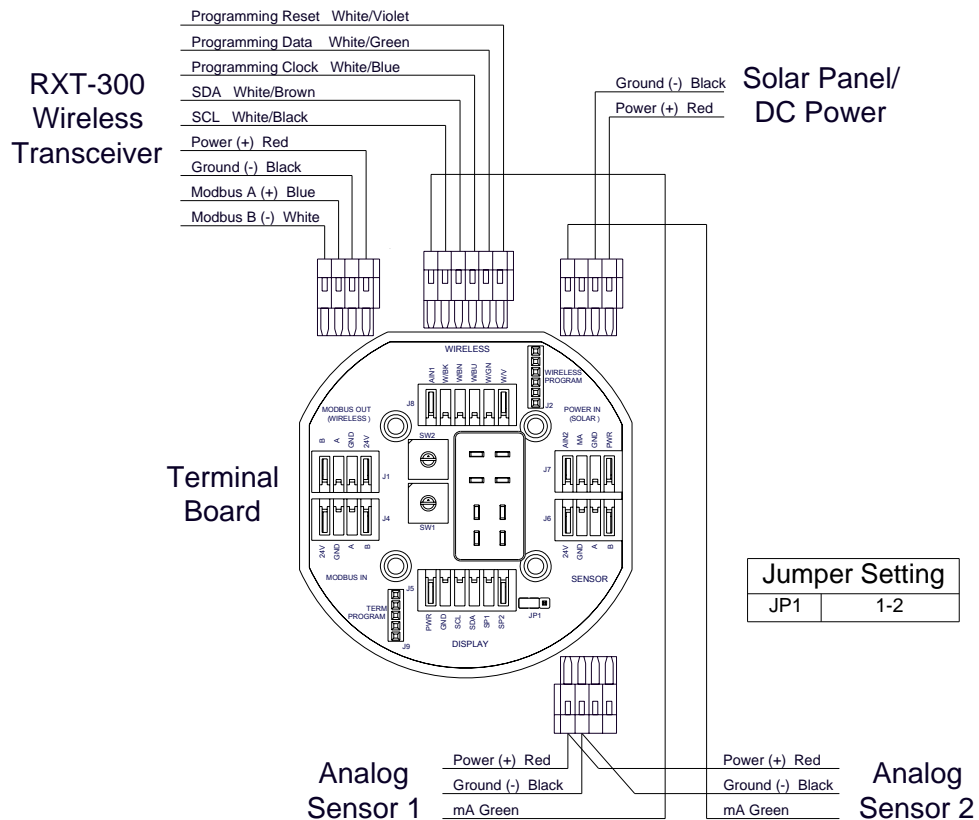 Programming Reset White/Violet
Programming Data White/Green
Programming Clock White/Blue
SDA White/Brown
SCL White/Black
Power (+) Red
Ground (-) Black
Modbus A (+) Blue
Modbus B (-) White
RXT-300
Wireless
Transceiver
Ground (-) Black
Power (+) Red
Solar Panel/
DC Power
WIRELESS
AIN1 W/BK W/BN W/BU W/GN W/V
J8
WIRELESS
PROGRAM
J2
MODBUS OUT
(WIRELESS )
B A GND 24V
J1
SW2
POWER IN
(SOLAR )
AIN2 MA GND PWR
J7
Terminal
Board
J4
24V GND A B
MODBUS IN
SW1
J6
24V GND A B
SENSOR
J5
TERM
PROGRAM
J9
PWR GND SCL SDA SP1 SP2
DISPLAY
JP1
Jumper Setting
JP1 1-2
Analog
Sensor 1
Power (+) Red
Ground (-) Black
mA Green
Power (+) Red
Ground (-) Black
mA Green
Analog
Sensor 2